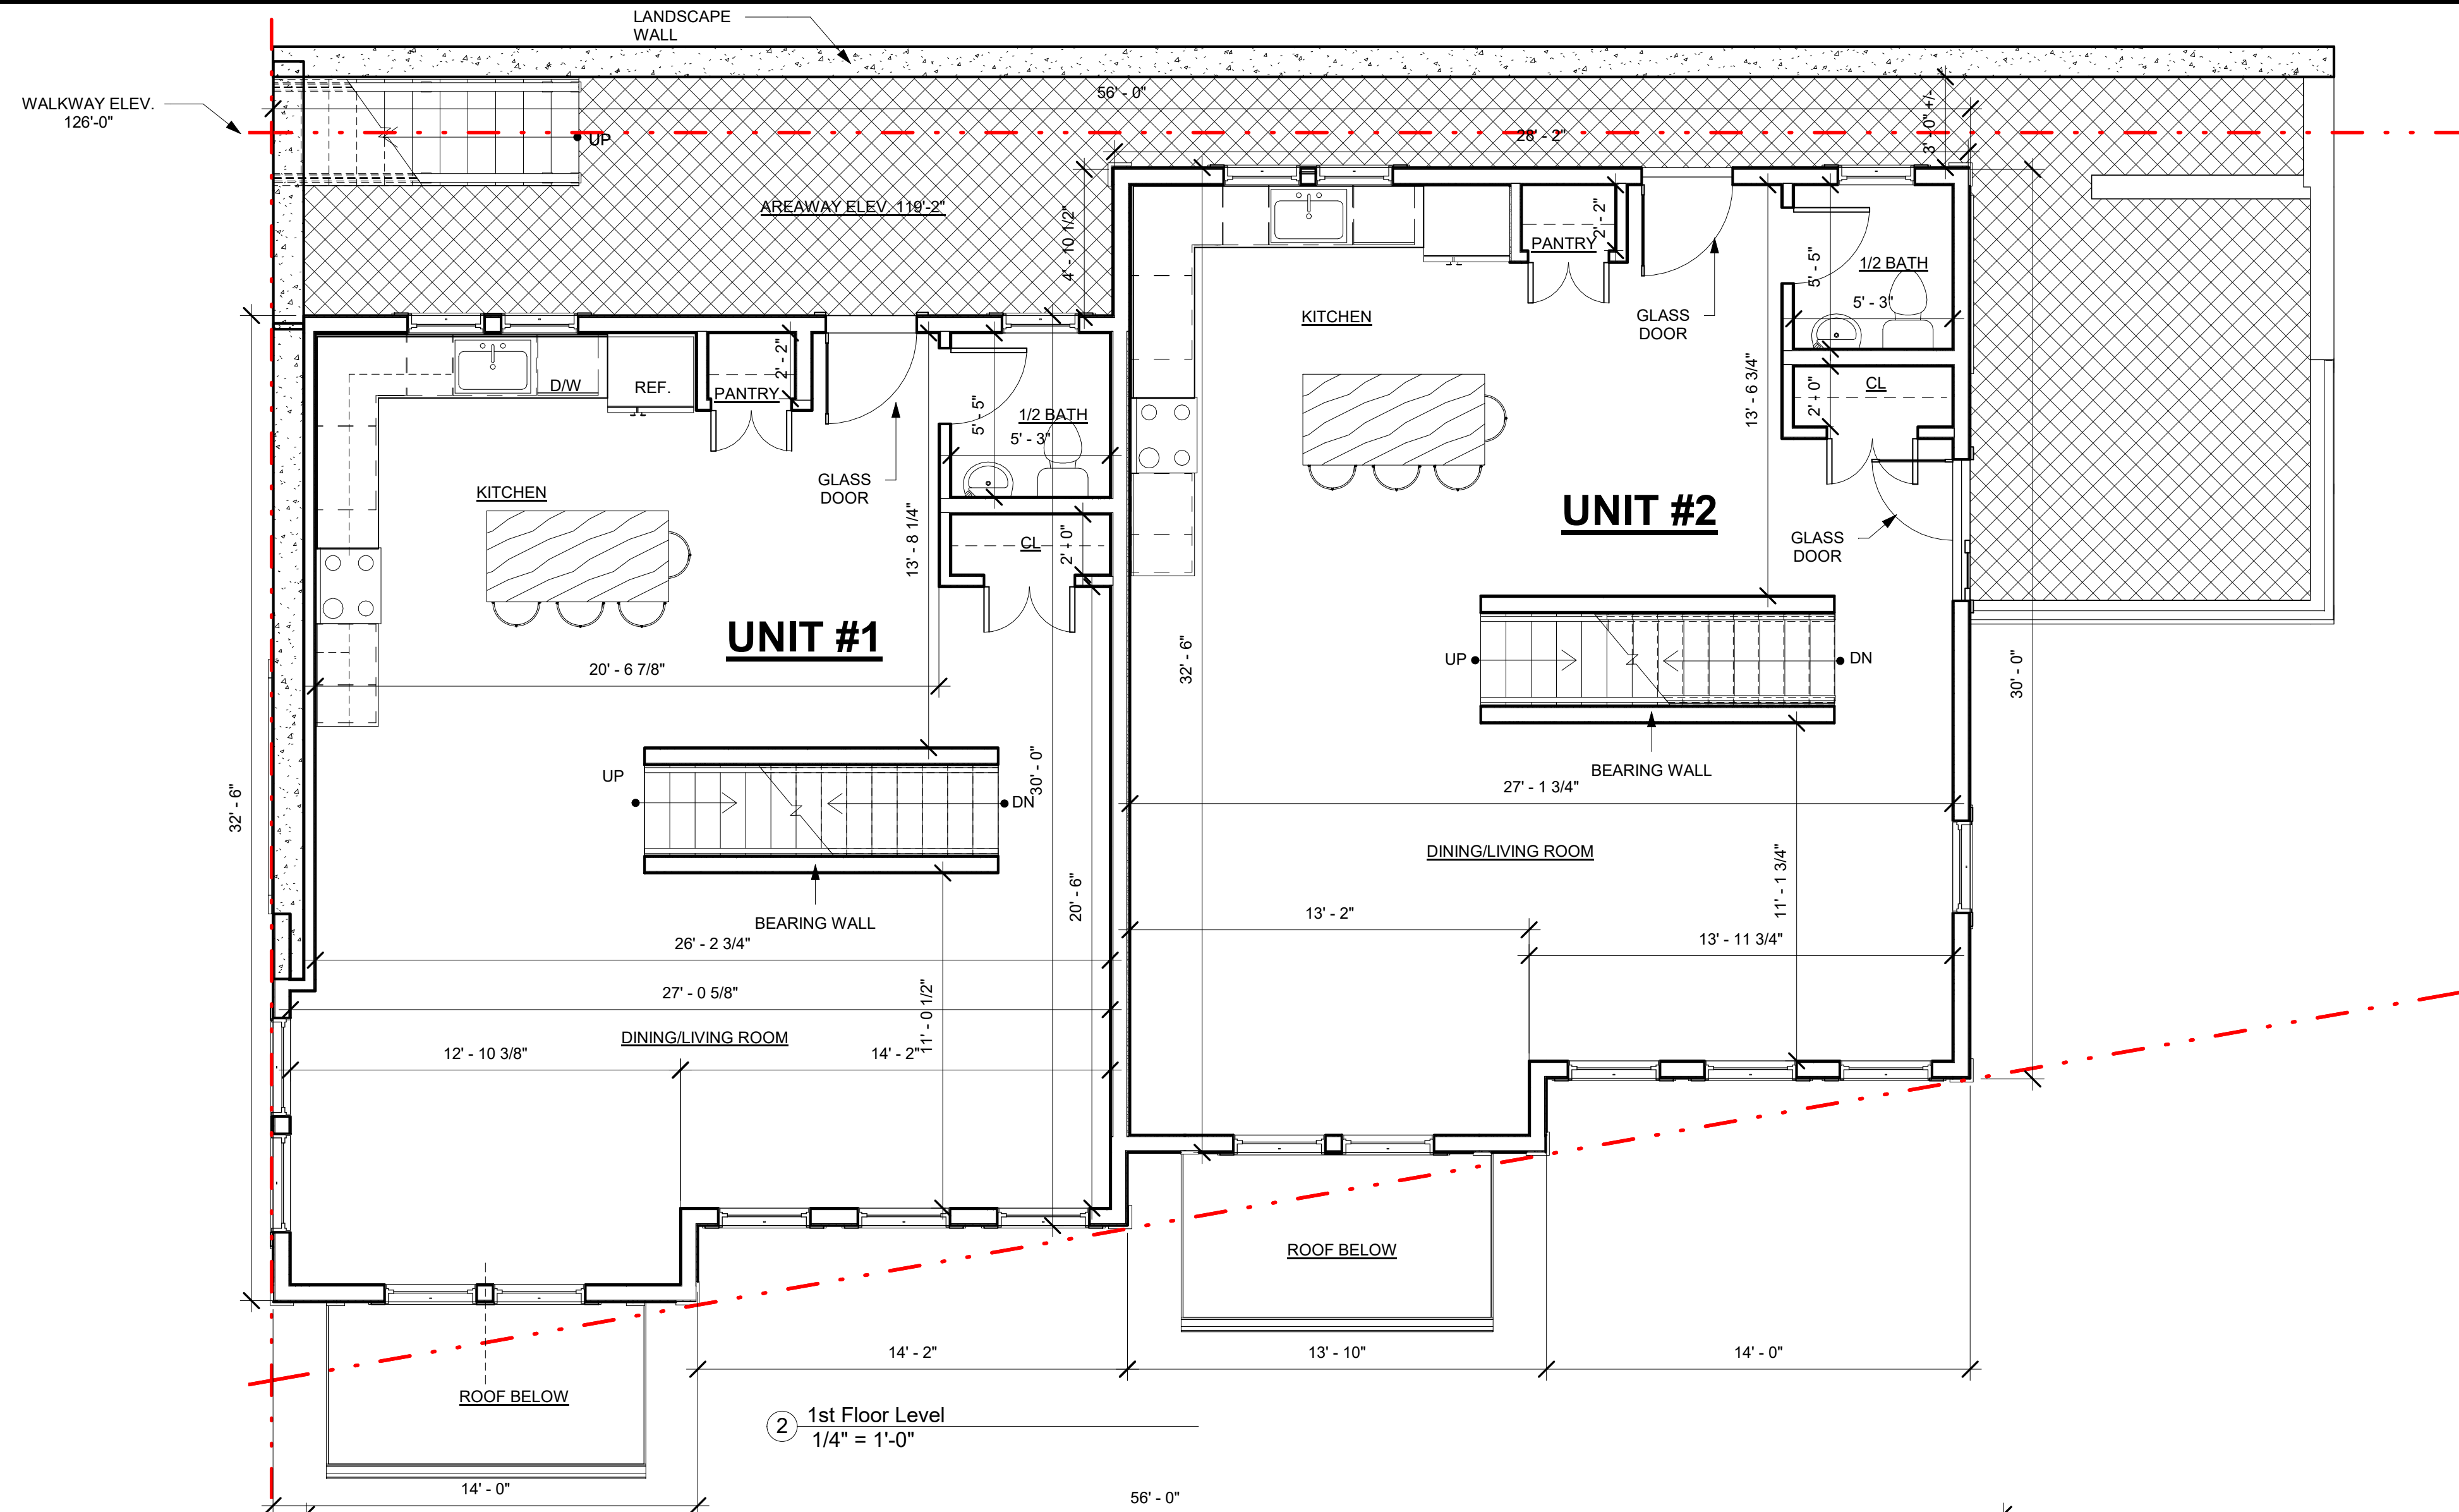 LANDSCAPE
WALL
WALKWAY ELEV.
126'-0"
56' - 0"
3' - 0" +/-
28' - 2"
UP
AREAWAY ELEV. 119'-2"
4' - 10 1/2"
2' - 2"
PANTRY
KITCHEN
GLASS
DOOR
5' - 5"
1/2 BATH
5' - 3"
13' - 6 3/4"
2' - 0"
CL
D/W
REF.
PANTRY
2' - 2"
KITCHEN
GLASS
DOOR
5' - 5"
1/2 BATH
5' - 3"
13' - 8 1/4"
CL
2' - 0"
UNIT #2
GLASS
DOOR
UNIT #1
20' - 6 7/8"
32' - 6"
UP
DN
30' - 0"
BEARING WALL
27' - 1 3/4"
32' - 6"
UP
DN
30' - 0"
BEARING WALL
20' - 6"
DINING/LIVING ROOM
11' - 1 3/4"
13' - 2"
13' - 11 3/4"
26' - 2 3/4"
27' - 0 5/8"
11' - 0 1/2"
DINING/LIVING ROOM
12' - 10 3/8"
14' - 2"
ROOF BELOW
14' - 2"
13' - 10"
14' - 0"
ROOF BELOW
2
1st Floor Level
1/4" = 1'-0"
14' - 0"
56' - 0"